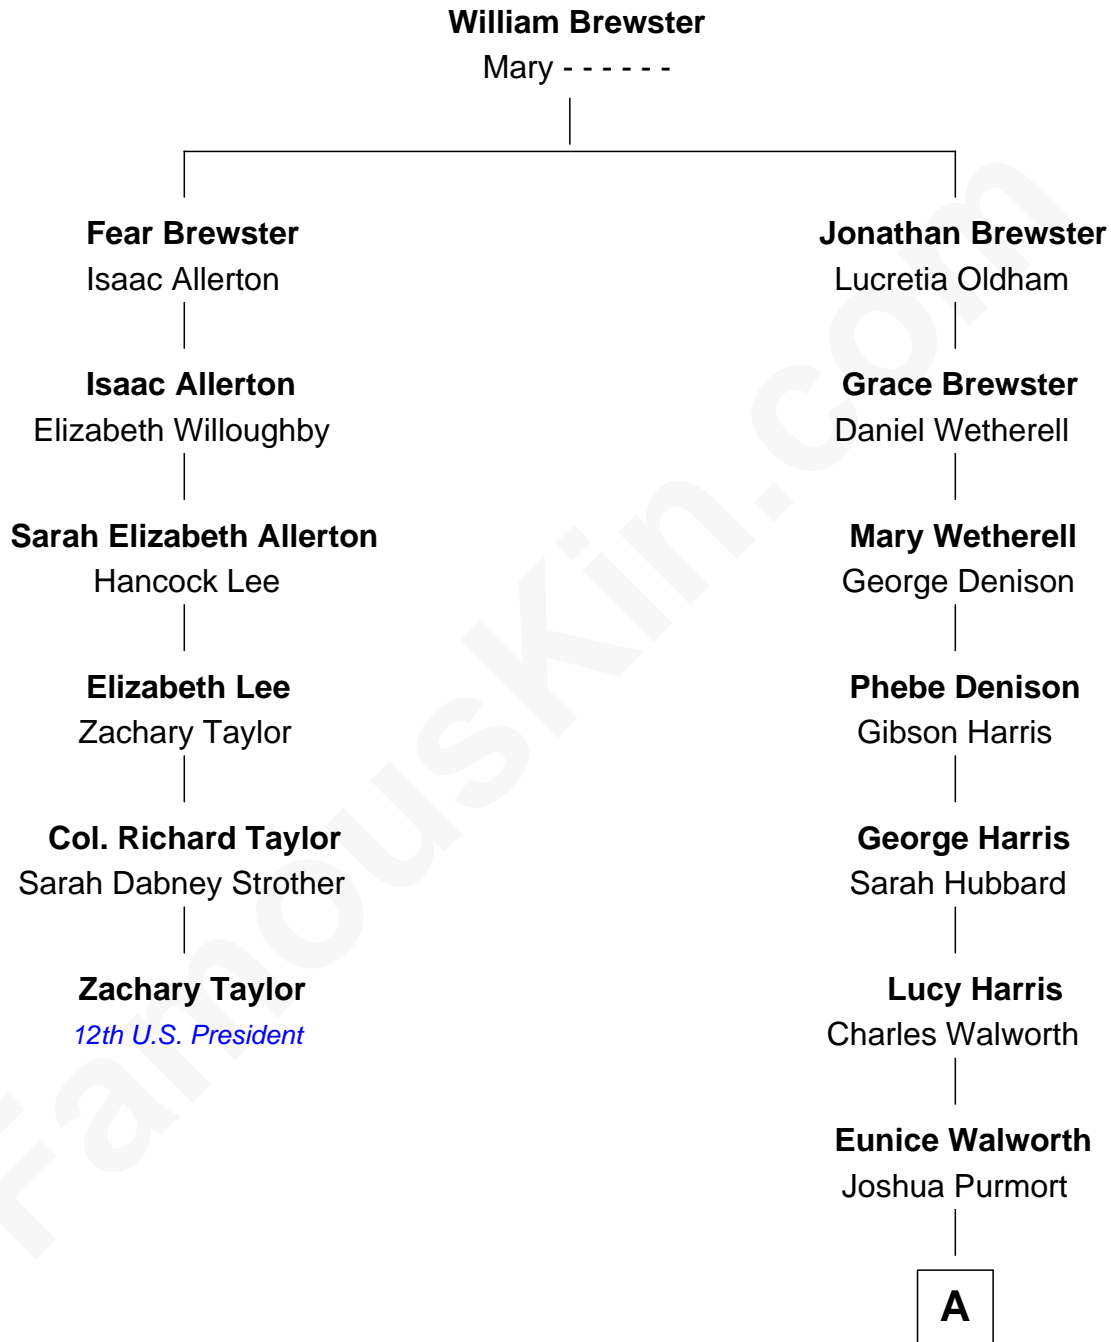 William Brewster
Mary - - - - - -
Fear Brewster
Isaac Allerton
Jonathan Brewster
Lucretia Oldham
Isaac Allerton
Elizabeth Willoughby
Grace Brewster
Daniel Wetherell
Sarah Elizabeth Allerton
Hancock Lee
Mary Wetherell
George Denison
Elizabeth Lee
Zachary Taylor
Phebe Denison
Gibson Harris
Col. Richard Taylor
Sarah Dabney Strother
George Harris
Sarah Hubbard
Zachary Taylor
12th U.S. President
Lucy Harris
Charles Walworth
Eunice Walworth
Joshua Purmort
A
FamousKin.com